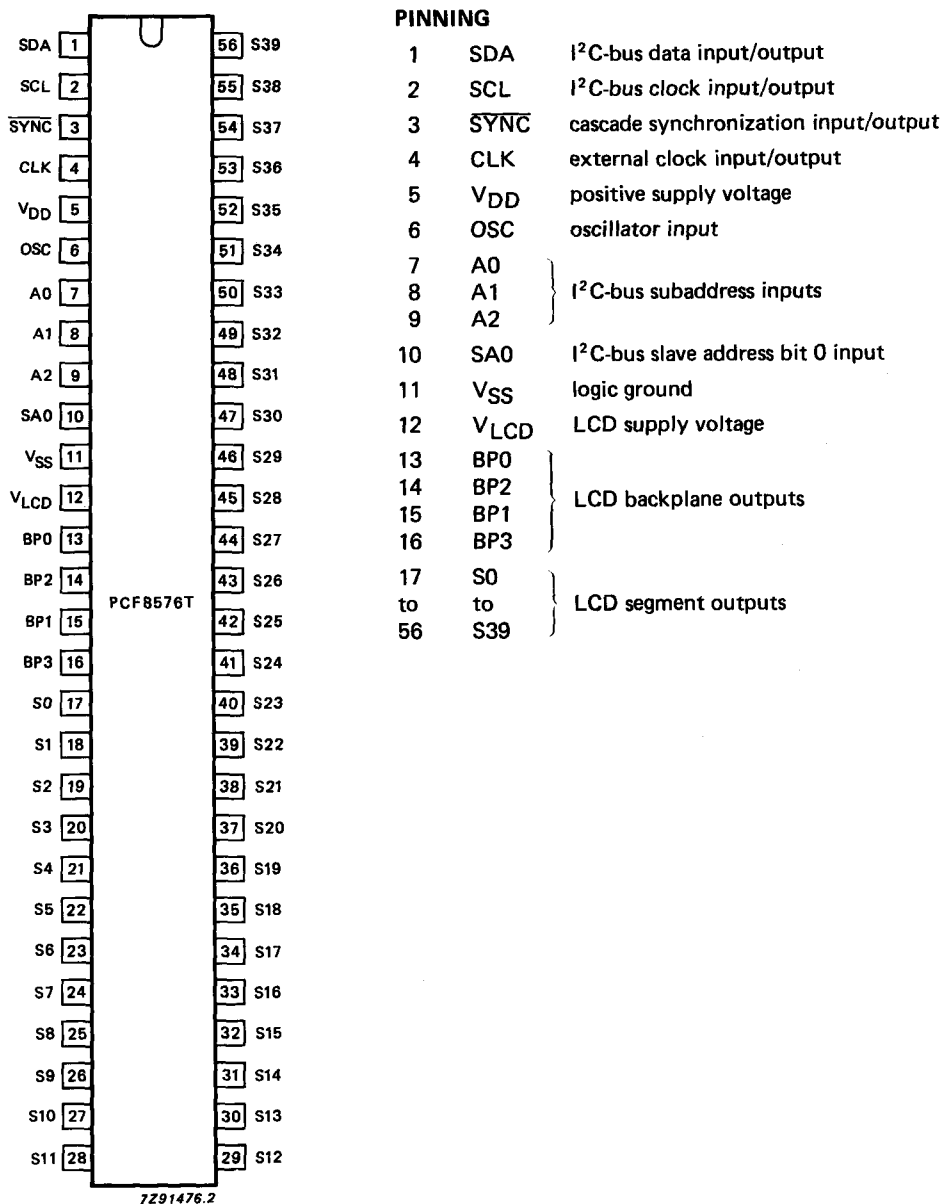 SDA 1 56 S39
SCL 2 55 S38
SYNC 3 54 S37
CLK 4 53 S36
VDD 5 52 S35
OSC 6 51 S34
A0 7 50 S33
A1 8 49 S32
A2 9 48 S31
SA0 10 47 S30
VSS 11 46 S29
VLCD 12 45 S28
BP0 13 44 S27
BP2 14 43 S26
PCF8576T
BP1 15 42 S25
BP3 16 41 S24
S0 17 40 S23
S1 18 39 S22
S2 19 38 S21
S3 20 37 S20
S4 21 36 S19
S5 22 35 S18
S6 23 34 S17
S7 24 33 S16
S8 25 32 S15
S9 26 31 S14
S10 27 30 S13
S11 28 29 S12
7Z91476.2
PINNING
1 SDA I²C-bus data input/output
2 SCL I²C-bus clock input/output
3 SYNC cascade synchronization input/output
4 CLK external clock input/output
5 VDD positive supply voltage
6 OSC oscillator input
7 A0
8 A1 I²C-bus subaddress inputs
9 A2
10 SA0 I²C-bus slave address bit 0 input
11 VSS logic ground
12 VLCD LCD supply voltage
13 BP0
14 BP2
LCD backplane outputs
15 BP1
16 BP3
17 S0
to to LCD segment outputs
56 S39